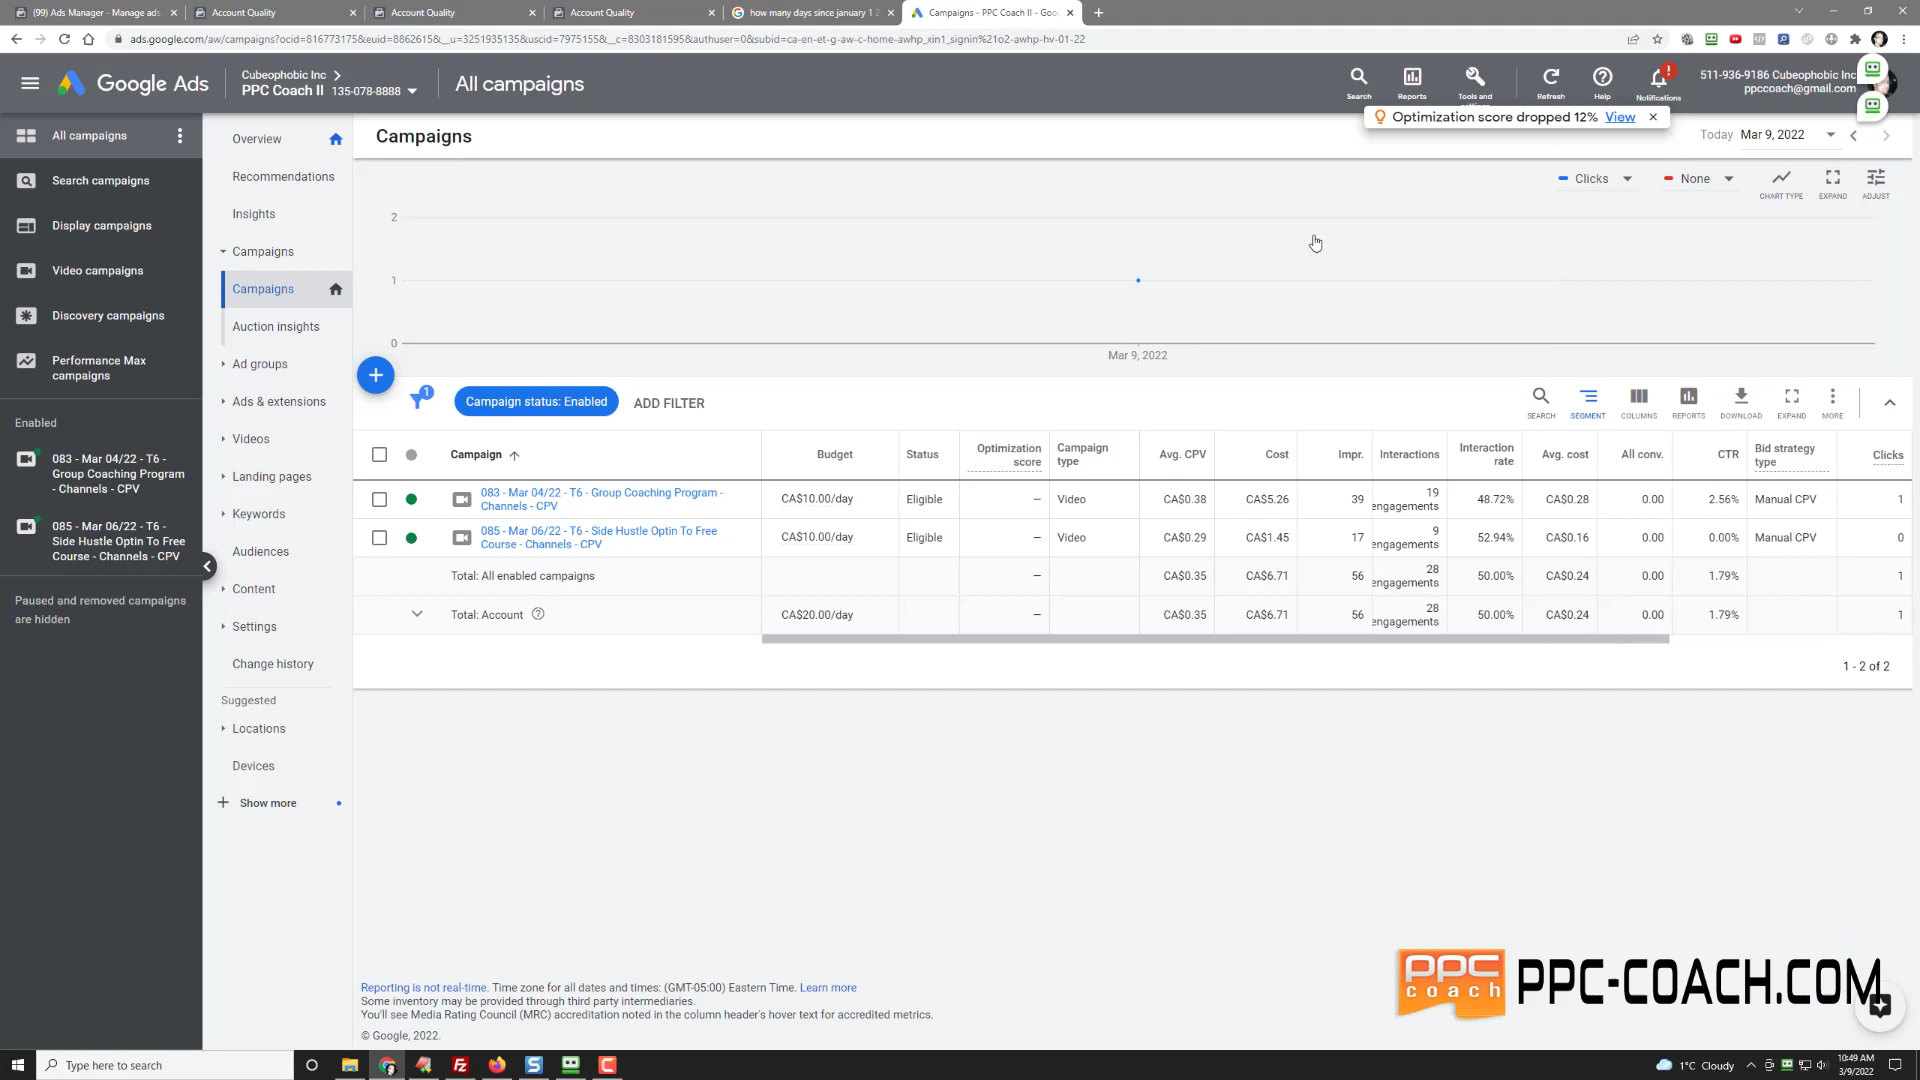 (99) Ads Manager - Manage ads
Account Quality
Account Quality
Account Quality
how many days since january 1 2
Campaigns - PPC Coach II - Goo
ads.google.com/aw/campaigns?ocid=816773175&euid=8862615&__u=3251935135&uscid=7975155&__c=8303181595&authuser=0&subid=ca-en-et-g-aw-c-home-awhp_xin1_signin%21o2-awhp-hv-01-22
Google Ads
Cubeophobic Inc
PPC Coach II 135-078-8888
All campaigns
Search
Reports
Tools and
Refresh
Help
Notifications
511-936-9186 Cubeophobic Inc
ppccoach@gmail.com
Optimization score dropped 12% View
All campaigns
Search campaigns
Display campaigns
Video campaigns
Discovery campaigns
Performance Max
campaigns
Enabled
083 - Mar 04/22 - T6 -
Group Coaching Program
- Channels - CPV
085 - Mar 06/22 - T6 -
Side Hustle Optin To Free
Course - Channels - CPV
Paused and removed campaigns
are hidden
Overview
Recommendations
Insights
Campaigns
Campaigns
Auction insights
Ad groups
Ads & extensions
Videos
Landing pages
Keywords
Audiences
Content
Settings
Change history
Suggested
Locations
Devices
Show more
Campaigns
Today Mar 9, 2022
Clicks
None
CHART TYPE
EXPAND
ADJUST
2
1
0
Mar 9, 2022
1
Campaign status: Enabled
ADD FILTER
SEARCH
SEGMENT
COLUMNS
REPORTS
DOWNLOAD
EXPAND
MORE
Campaign
Budget
Status
Optimization
score
Campaign
type
Avg. CPV
Cost
Impr.
Interactions
Interaction
rate
Avg. cost
All conv.
CTR
Bid strategy
type
Clicks
083 - Mar 04/22 - T6 - Group Coaching Program -
Channels - CPV
CA$10.00/day
Eligible
–
Video
CA$0.38
CA$5.26
39
19
engagements
48.72%
CA$0.28
0.00
2.56%
Manual CPV
1
085 - Mar 06/22 - T6 - Side Hustle Optin To Free
Course - Channels - CPV
CA$10.00/day
Eligible
–
Video
CA$0.29
CA$1.45
17
9
engagements
52.94%
CA$0.16
0.00
0.00%
Manual CPV
0
Total: All enabled campaigns
–
CA$0.35
CA$6.71
56
28
engagements
50.00%
CA$0.24
0.00
1.79%
1
Total: Account
CA$20.00/day
–
CA$0.35
CA$6.71
56
28
engagements
50.00%
CA$0.24
0.00
1.79%
1
1 - 2 of 2
Reporting is not real-time. Time zone for all dates and times: (GMT-05:00) Eastern Time. Learn more
Some inventory may be provided through third party intermediaries.
You'll see Media Rating Council (MRC) accreditation noted in the column header's hover text for accredited metrics.
© Google, 2022.
PPC
coach
PPC-COACH.COM
Type here to search
1°C Cloudy
10:49 AM
3/9/2022